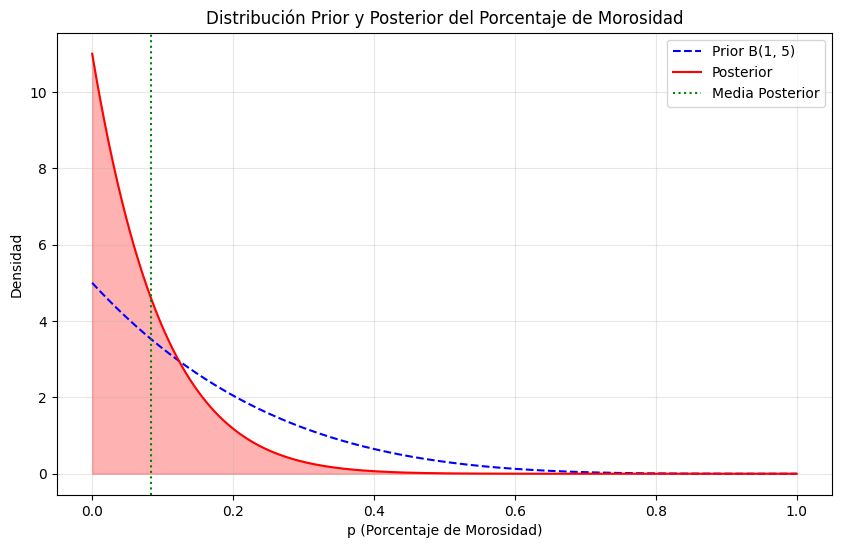 Distribución Prior y Posterior del Porcentaje de Morosidad
Prior B(1, 5)
Posterior
Media Posterior
Densidad
10
8
6
4
2
0
0.0 0.2 0.4 0.6 0.8 1.0
p (Porcentaje de Morosidad)